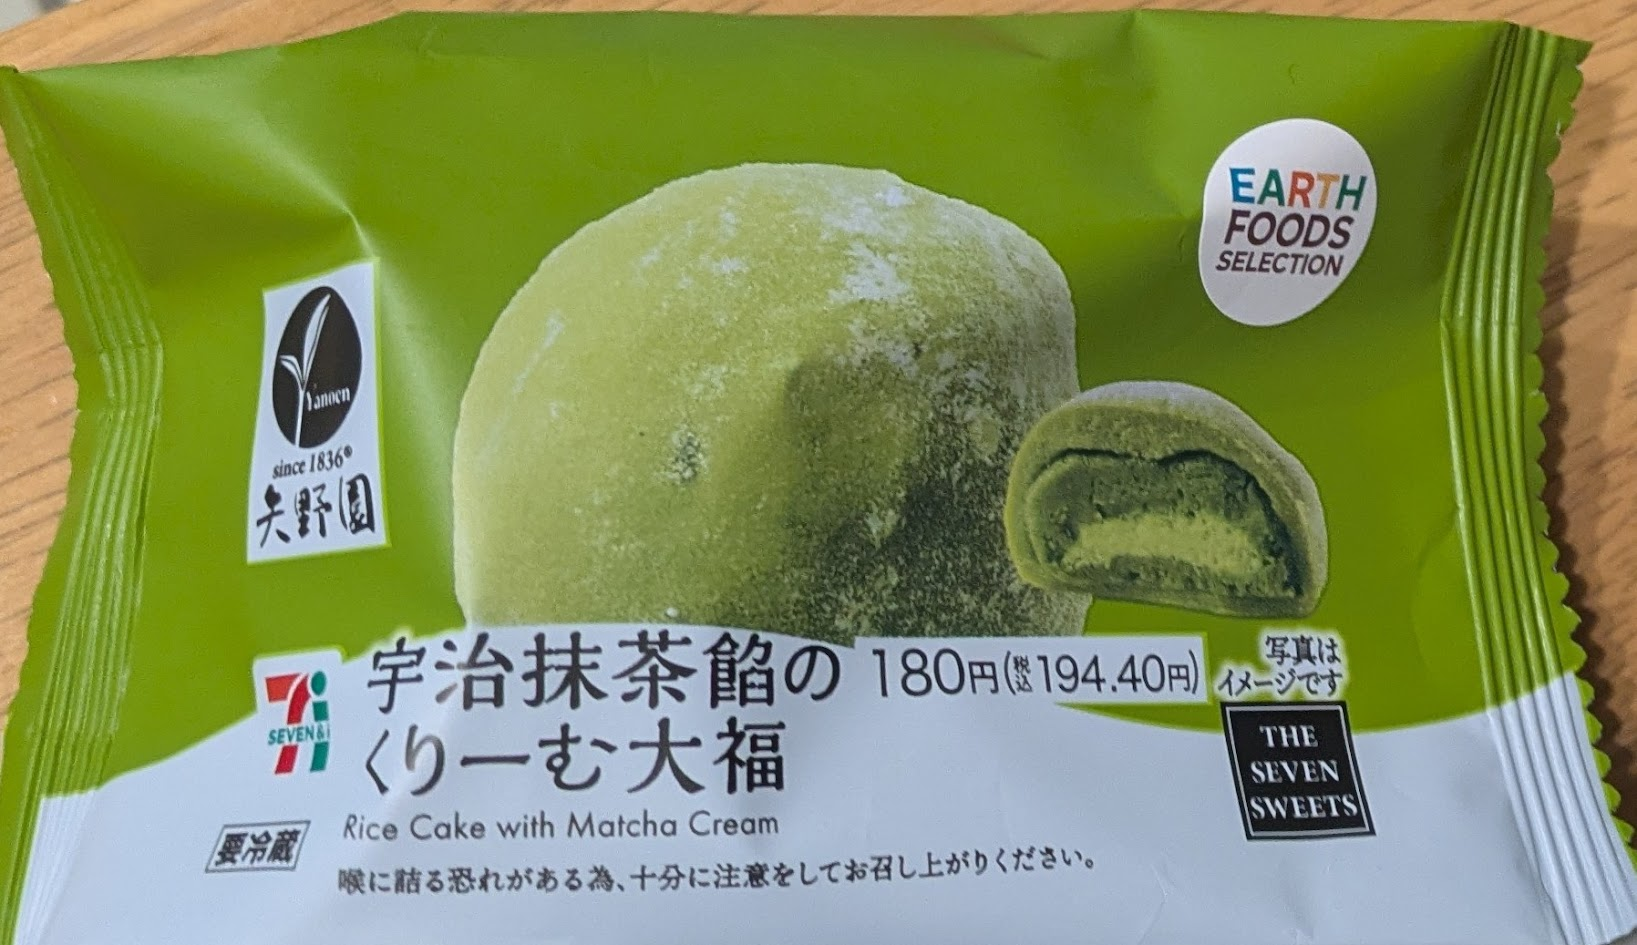 EARTH
FOODS
SELECTION
Yanoen
since 1836®
矢野園
SEVEN&i
宇治抹茶餡の
くりーむ大福
180円(税込194.40円)
写真は
イメージです
THE
SEVEN
SWEETS
Rice Cake with Matcha Cream
要冷蔵
喉に詰る恐れがある為、十分に注意をしてお召し上がりください。